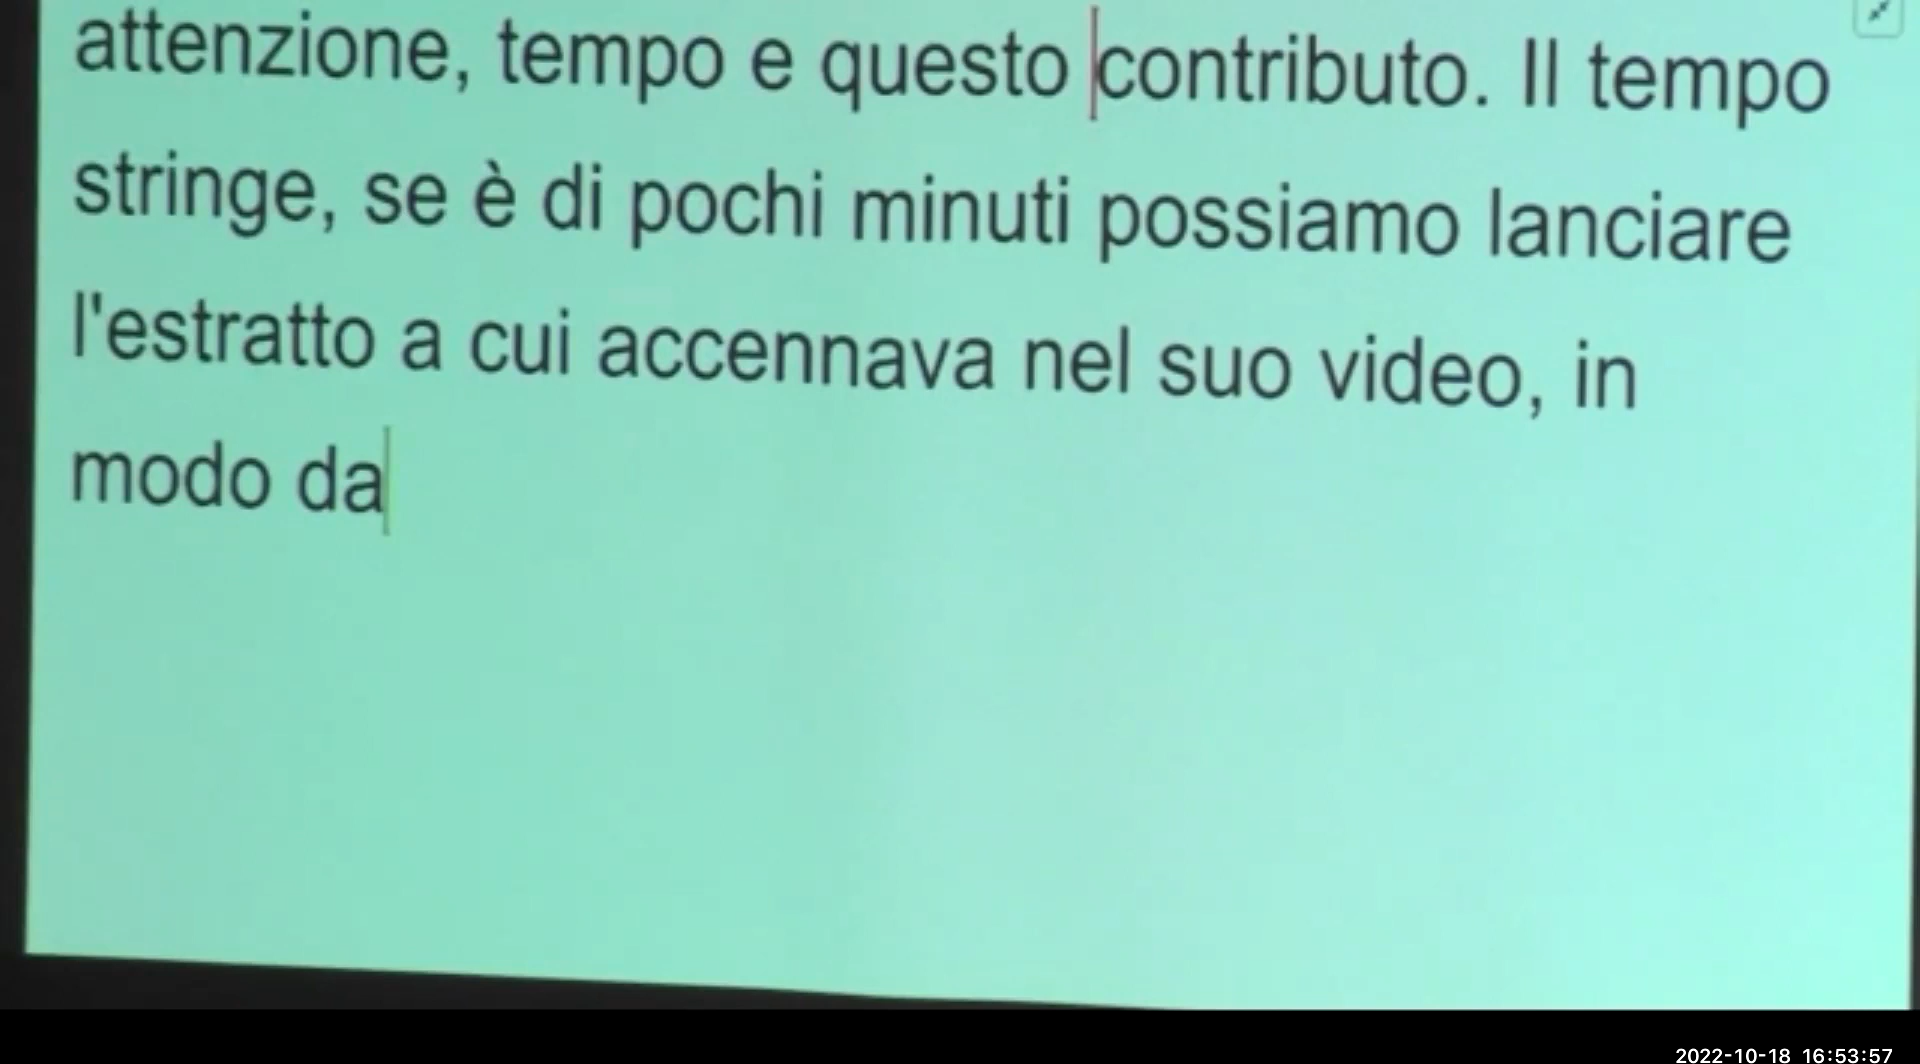 attenzione, tempo e questo contributo. Il tempo
stringe, se è di pochi minuti possiamo lanciare
l'estratto a cui accennava nel suo video, in
modo da
2022-10-18 16:53:57